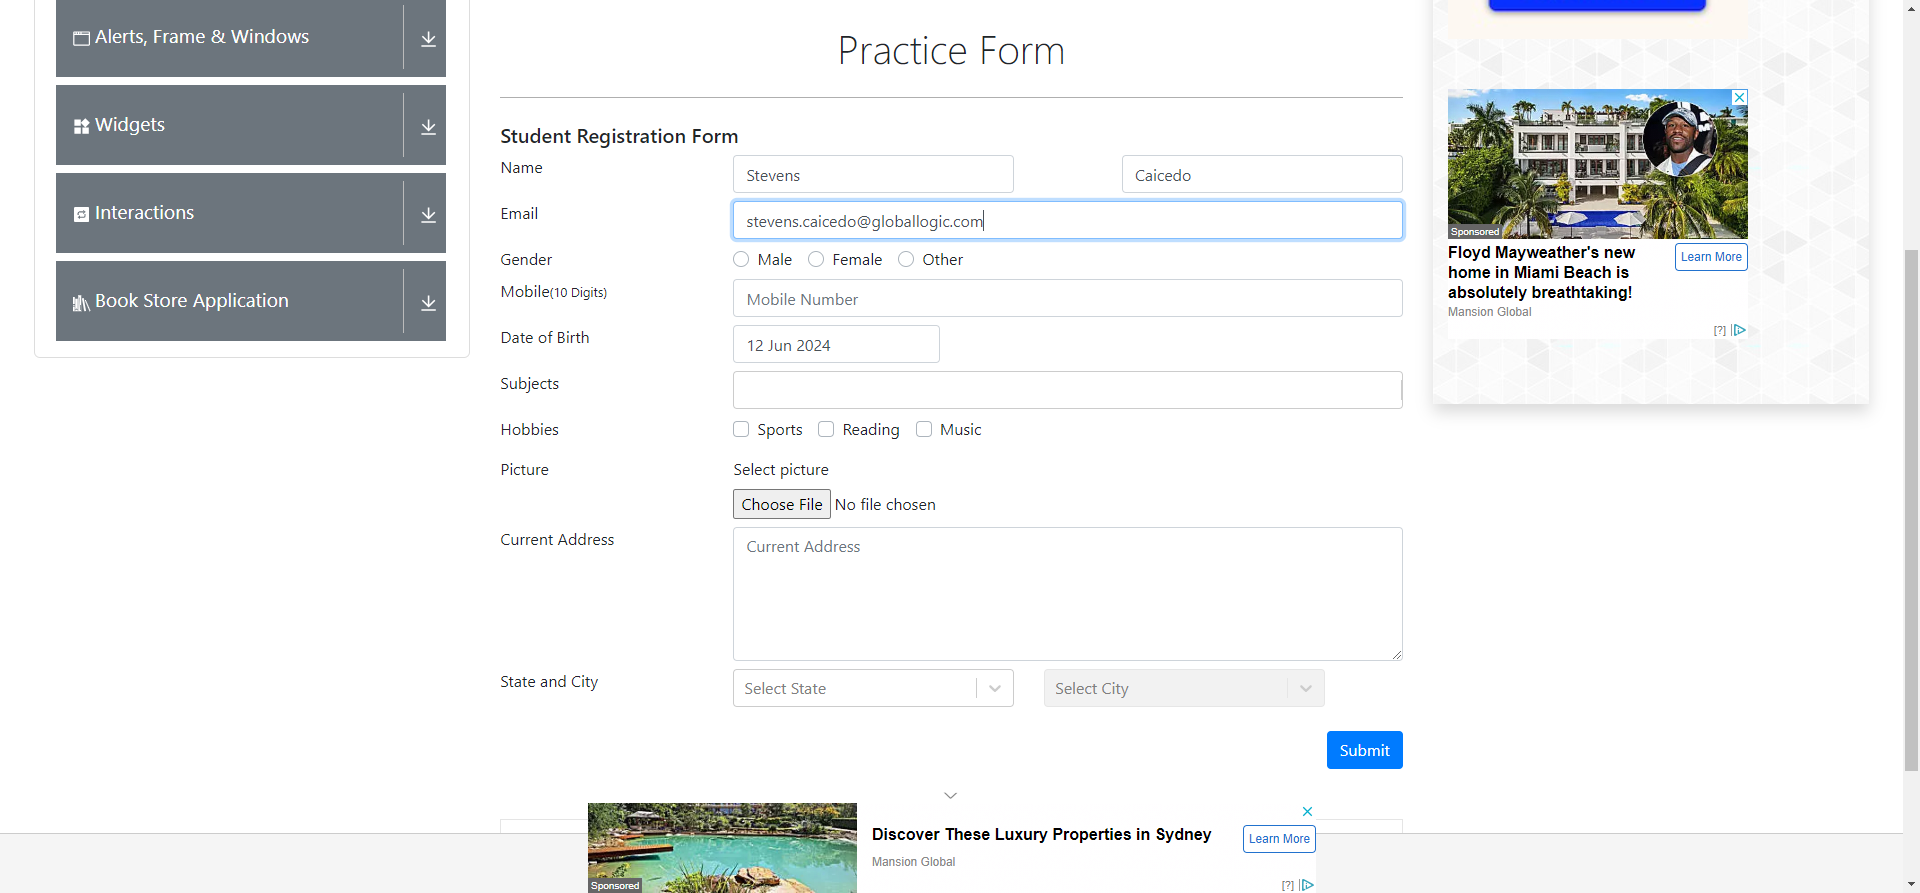 Alerts, Frame & Windows
Widgets
Interactions
Book Store Application
Practice Form
Student Registration Form
Name
Stevens
Caicedo
Email
stevens.caicedo@globallogic.com
Gender
Male
Female
Other
Mobile(10 Digits)
Mobile Number
Date of Birth
12 Jun 2024
Subjects
Hobbies
Sports
Reading
Music
Picture
Select picture
Choose File No file chosen
Current Address
Current Address
State and City
Select State
Select City
Submit
Sponsored
Floyd Mayweather's new
home in Miami Beach is
absolutely breathtaking!
Learn More
Mansion Global
[?]
Discover These Luxury Properties in Sydney
Mansion Global
Learn More
Sponsored
[?]